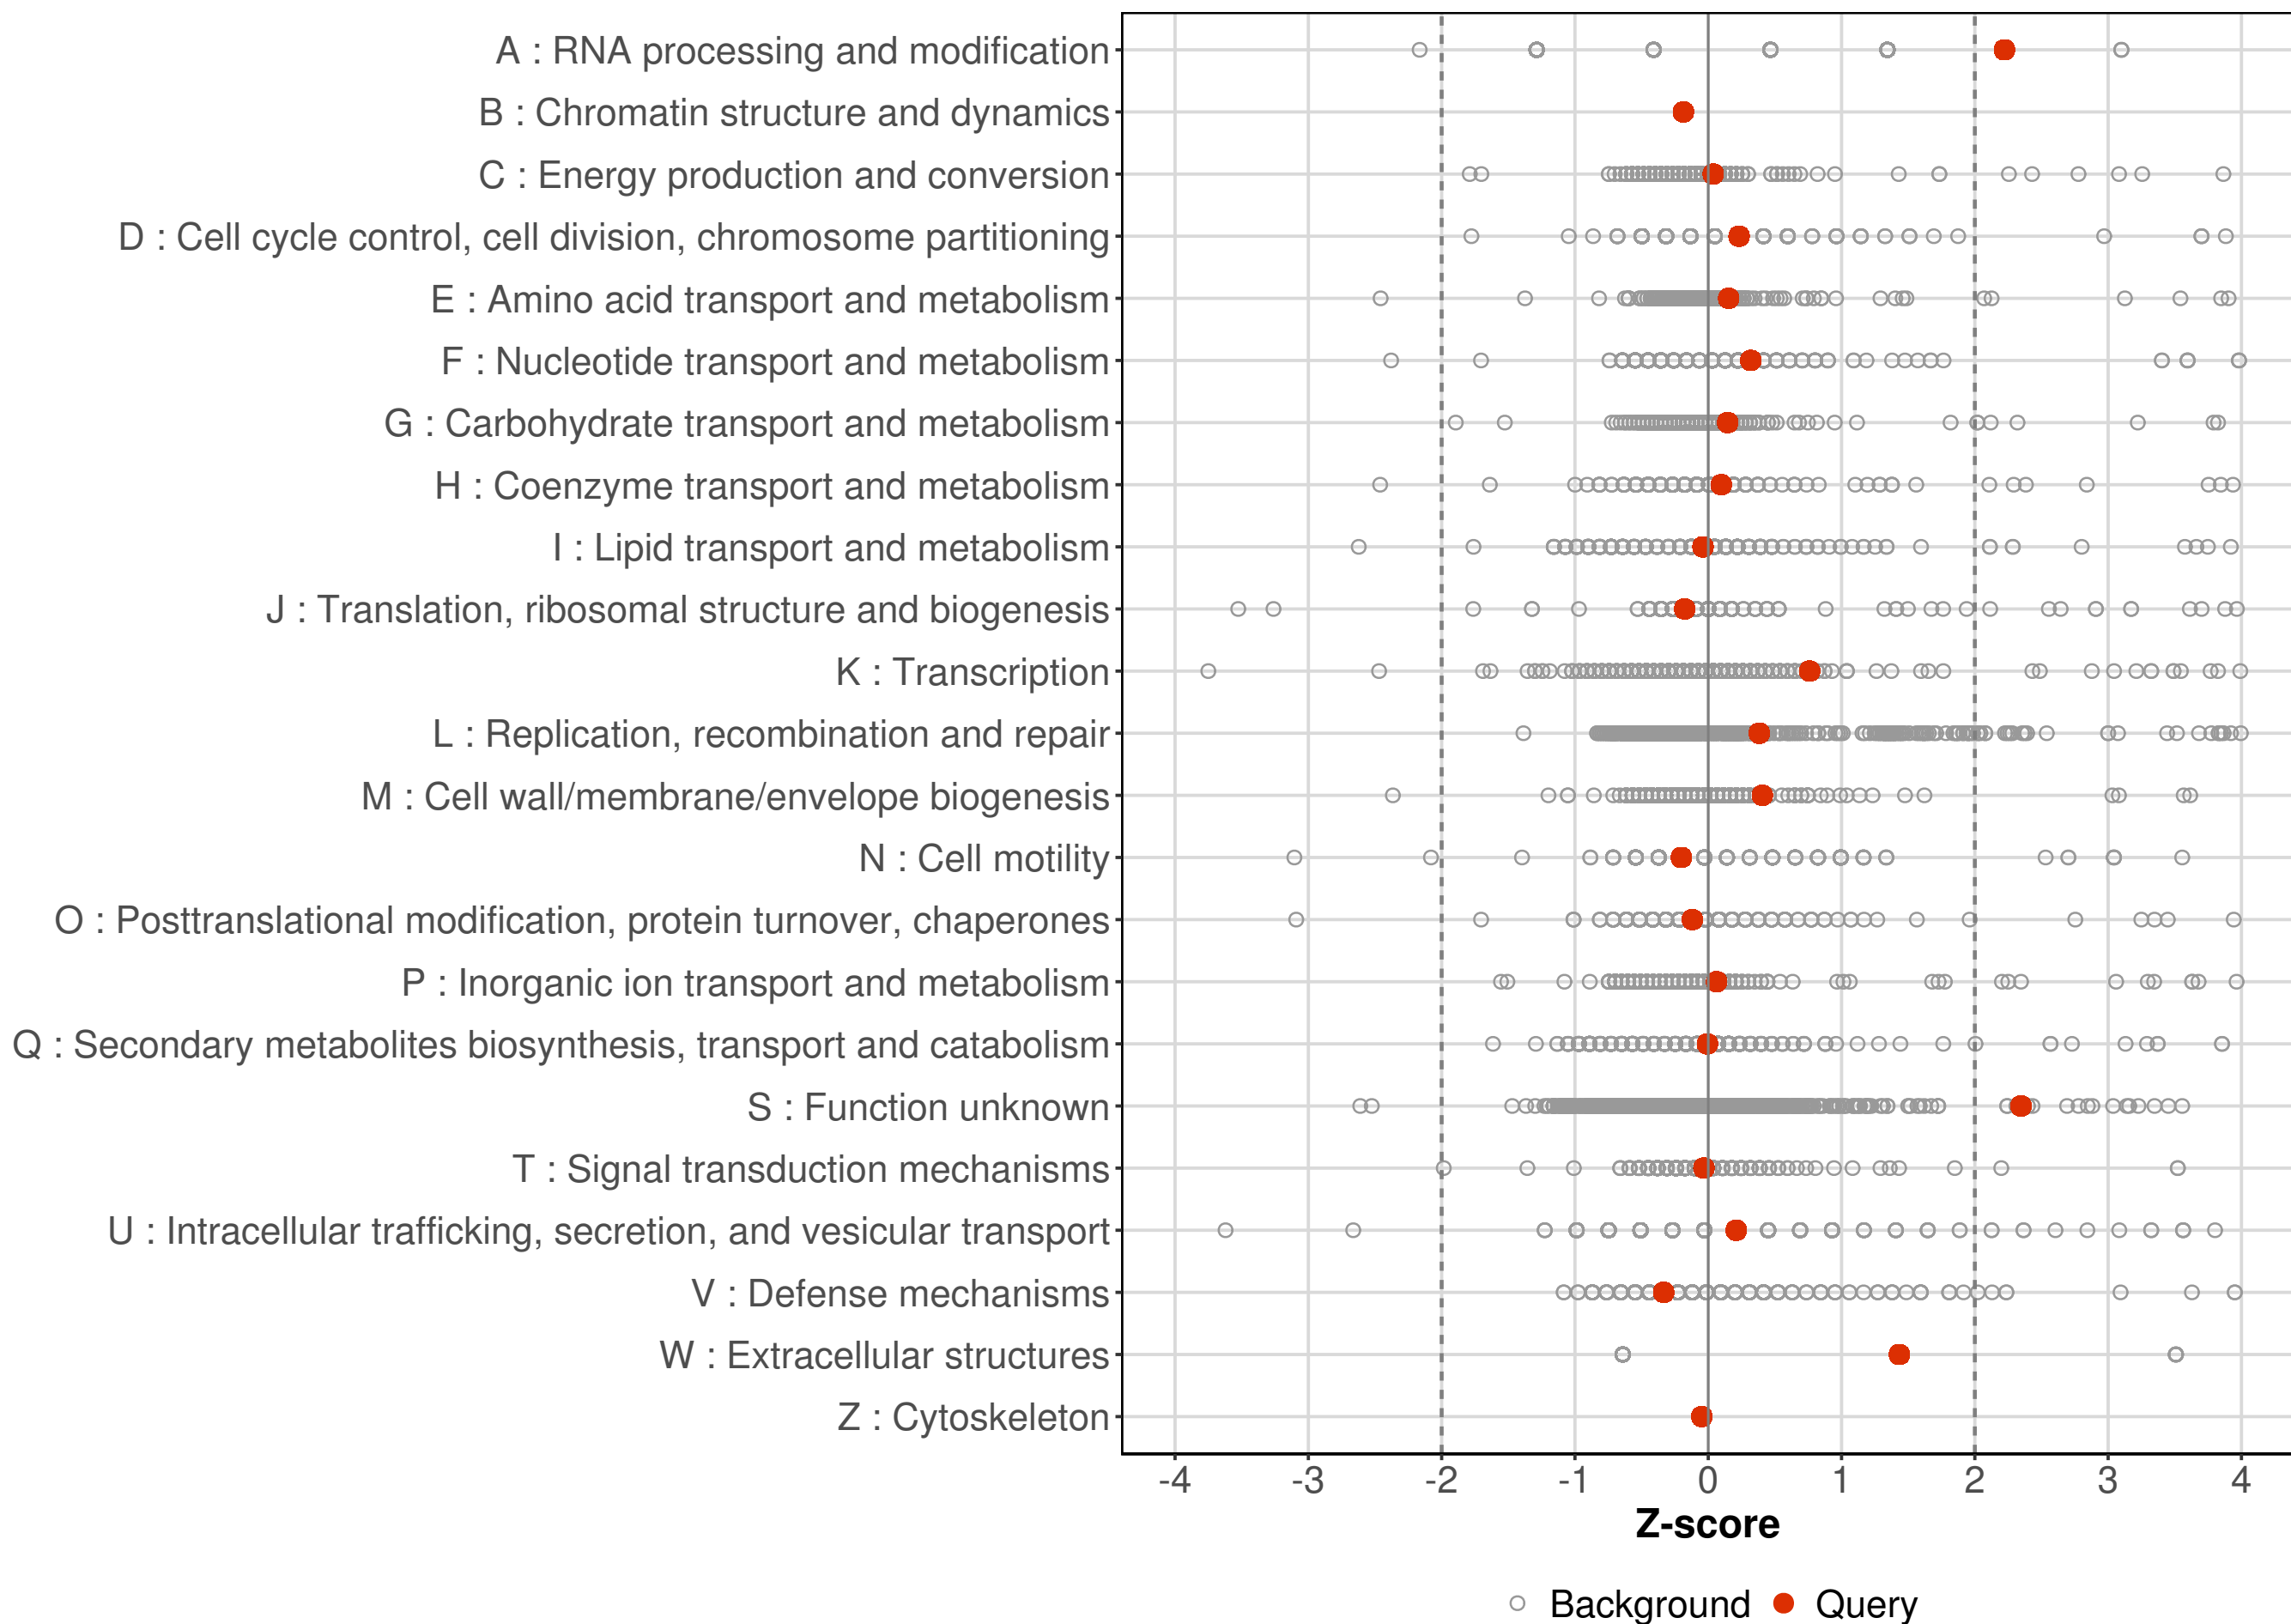 A : RNA processing and modification
B : Chromatin structure and dynamics
C : Energy production and conversion
D : Cell cycle control, cell division, chromosome partitioning
E : Amino acid transport and metabolism
F : Nucleotide transport and metabolism
G : Carbohydrate transport and metabolism
H : Coenzyme transport and metabolism
I : Lipid transport and metabolism
J : Translation, ribosomal structure and biogenesis
K : Transcription
L : Replication, recombination and repair
M : Cell wall/membrane/envelope biogenesis
N : Cell motility
O : Posttranslational modification, protein turnover, chaperones
P : Inorganic ion transport and metabolism
Q : Secondary metabolites biosynthesis, transport and catabolism
S : Function unknown
T : Signal transduction mechanisms
U : Intracellular trafficking, secretion, and vesicular transport
V : Defense mechanisms
W : Extracellular structures
Z : Cytoskeleton
-4 -3 -2 -1 0 1 2 3 4
Z-score
Background Query